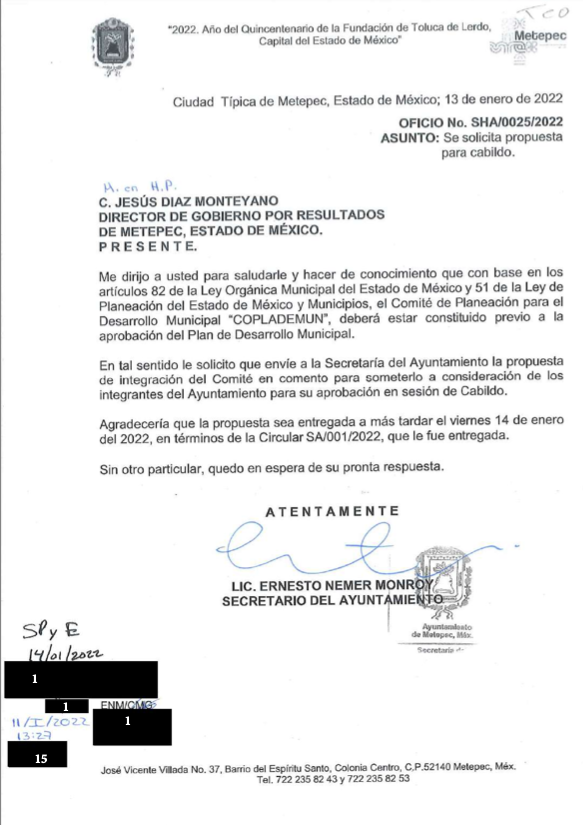 "2022. Año del Quincentenario de la Fundación de Toluca de Lerdo,
Capital del Estado de México"
TCO
Metepec
Ciudad Típica de Metepec, Estado de México; 13 de enero de 2022
OFICIO No. SHA/0025/2022
ASUNTO: Se solicita propuesta
para cabildo.
M. en H.P.
C. JESÚS DIAZ MONTEYANO
DIRECTOR DE GOBIERNO POR RESULTADOS
DE METEPEC, ESTADO DE MÉXICO.
P R E S E N T E.
Me dirijo a usted para saludarle y hacer de conocimiento que con base en los
artículos 82 de la Ley Orgánica Municipal del Estado de México y 51 de la Ley de
Planeación del Estado de México y Municipios, el Comité de Planeación para el
Desarrollo Municipal "COPLADEMUN", deberá estar constituido previo a la
aprobación del Plan de Desarrollo Municipal.
En tal sentido le solicito que envíe a la Secretaría del Ayuntamiento la propuesta
de integración del Comité en comento para someterlo a consideración de los
integrantes del Ayuntamiento para su aprobación en sesión de Cabildo.
Agradecería que la propuesta sea entregada a más tardar el viernes 14 de enero
del 2022, en términos de la Circular SA/001/2022, que le fue entregada.
Sin otro particular, quedo en espera de su pronta respuesta.
A T E N T A M E N T E
LIC. ERNESTO NEMER MONROY
SECRETARIO DEL AYUNTAMIENTO
Ayuntamiento
de Metepec, Méx.
Secretaría
SP y E
14/01/2022
1
1
ENM/CMG
1
11/I/2022
13:27
15
José Vicente Villada No. 37, Barrio del Espíritu Santo, Colonia Centro, C.P.52140 Metepec, Méx.
Tel. 722 235 82 43 y 722 235 82 53